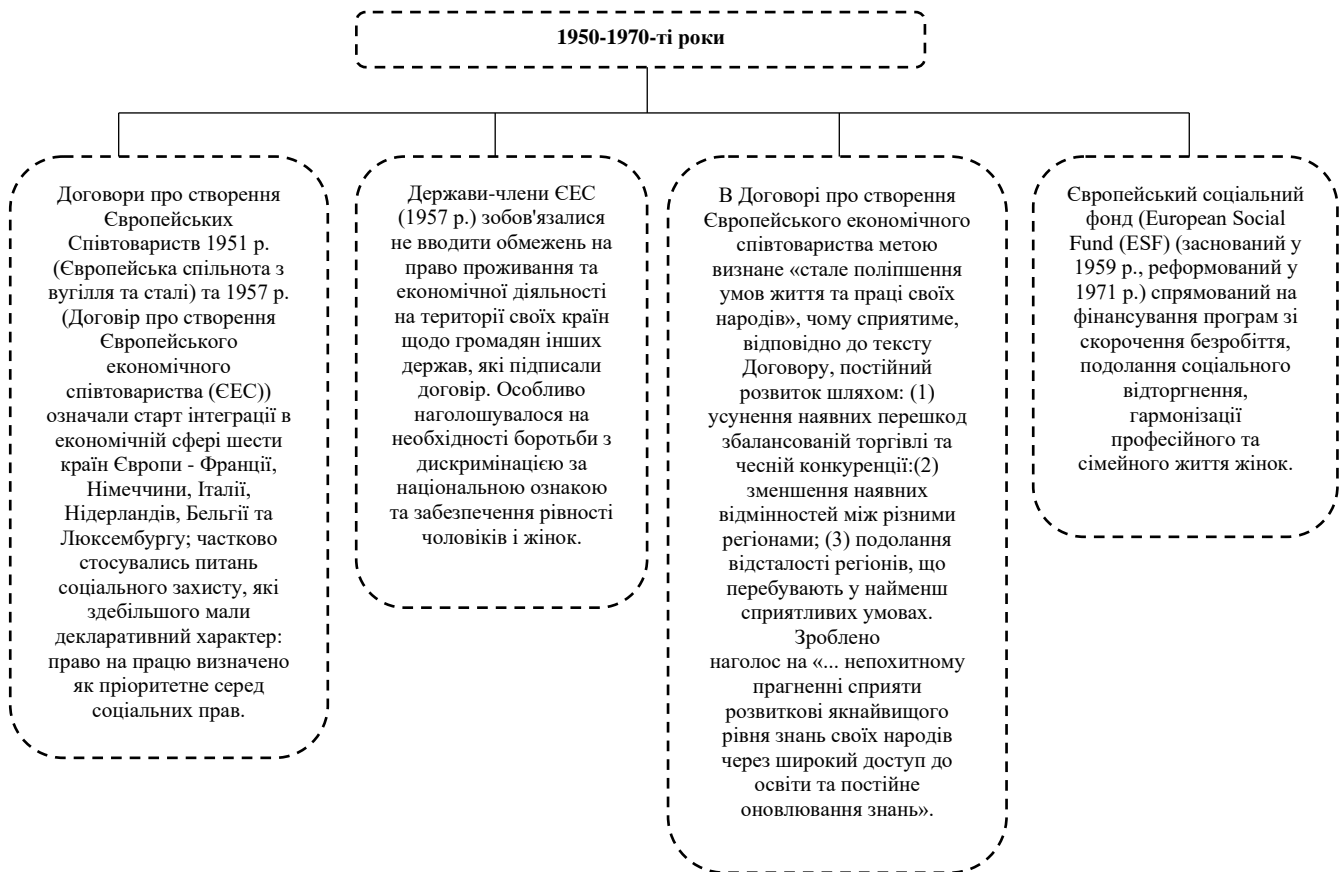 1950-1970-ті роки
Договори про створення
Європейських
Співтовариств 1951 р.
(Європейська спільнота з
вугілля та сталі) та 1957 р.
(Договір про створення
Європейського
економічного
співтовариства (ЄЕС))
означали старт інтеграції в
економічній сфері шести
країн Європи - Франції,
Німеччини, Італії,
Нідерландів, Бельгії та
Люксембургу; частково
стосувались питань
соціального захисту, які
здебільшого мали
декларативний характер:
право на працю визначено
як пріоритетне серед
соціальних прав.
Держави-члени ЄЕС
(1957 р.) зобов'язалися
не вводити обмежень на
право проживання та
економічної діяльності
на території своїх країн
щодо громадян інших
держав, які підписали
договір. Особливо
наголошувалося на
необхідності боротьби з
дискримінацією за
національною ознакою
та забезпечення рівності
чоловіків і жінок.
В Договорі про створення
Європейського економічного
співтовариства метою
визнане «стале поліпшення
умов життя та праці своїх
народів», чому сприятиме,
відповідно до тексту
Договору, постійний
розвиток шляхом: (1)
усунення наявних перешкод
збалансованій торгівлі та
чесній конкуренції:(2)
зменшення наявних
відмінностей між різними
регіонами; (3) подолання
відсталості регіонів, що
перебувають у найменш
сприятливих умовах.
Зроблено
наголос на «... непохитному
прагненні сприяти
розвиткові якнайвищого
рівня знань своїх народів
через широкий доступ до
освіти та постійне
оновлювання знань».
Європейський соціальний
фонд (European Social
Fund (ESF) (заснований у
1959 р., реформований у
1971 р.) спрямований на
фінансування програм зі
скорочення безробіття,
подолання соціального
відторгнення,
гармонізації
професійного та
сімейного життя жінок.